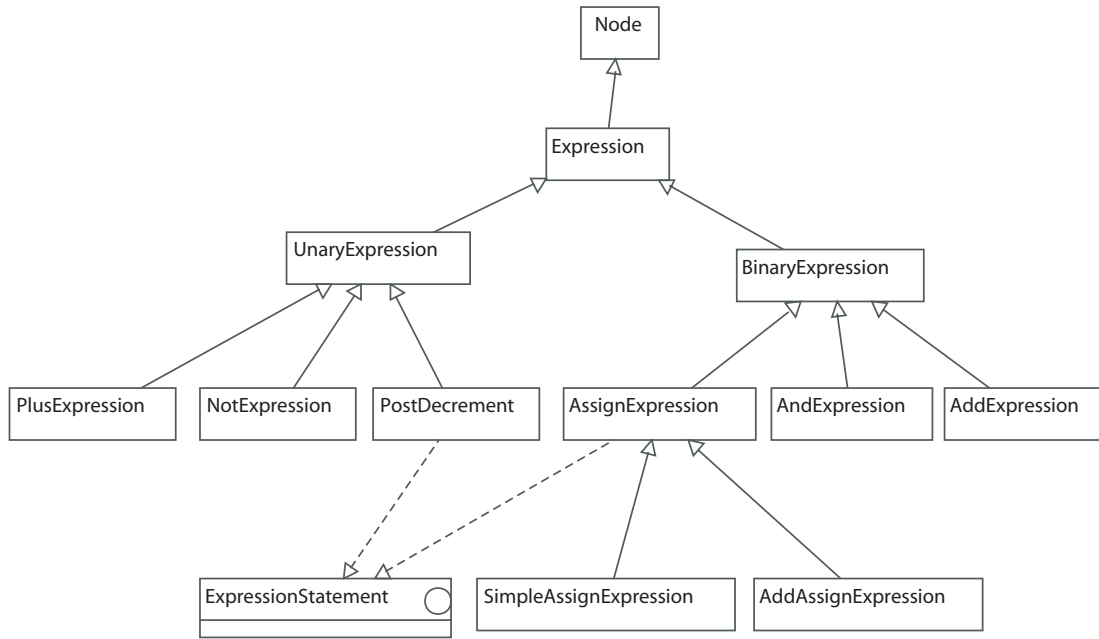 Node
Expression
UnaryExpression
BinaryExpression
PlusExpression
NotExpression
PostDecrement
AssignExpression
AndExpression
AddExpression
ExpressionStatement
SimpleAssignExpression
AddAssignExpression